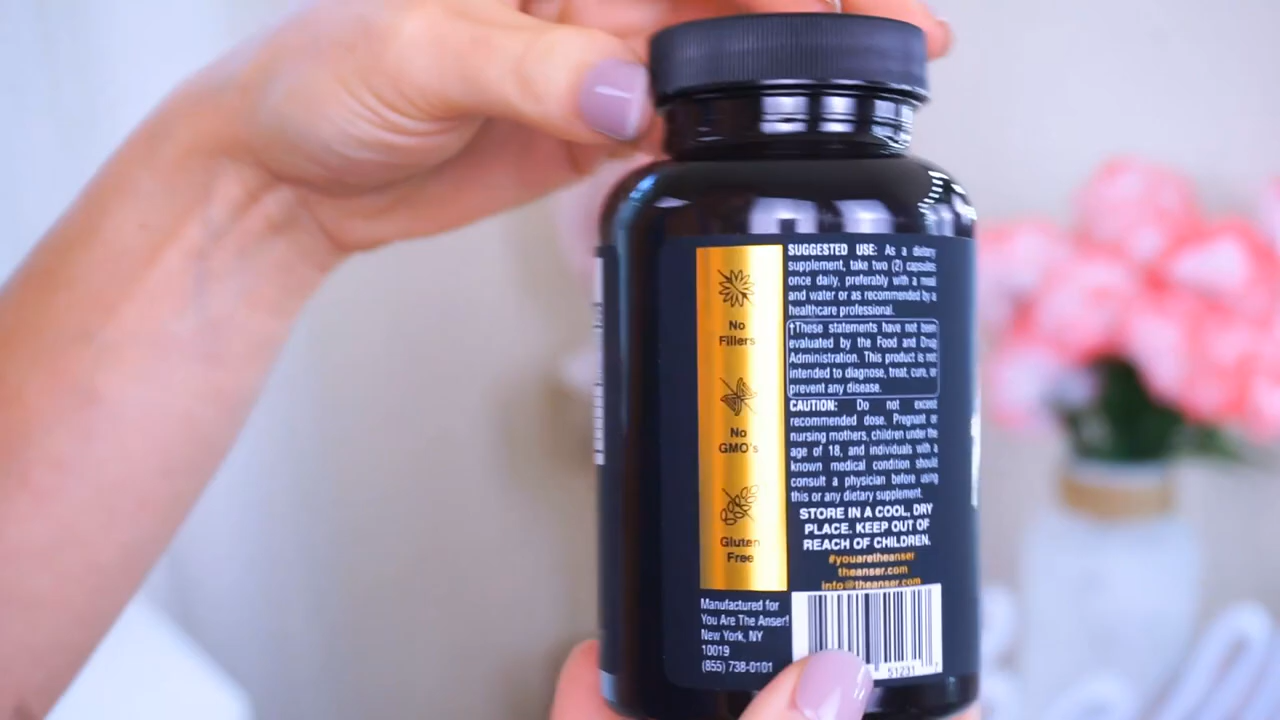 No
Fillers
No
GMO's
Gluten
Free
SUGGESTED USE: As a dietary
supplement, take two (2) capsules
once daily, preferably with a meal
and water or as recommended by a
healthcare professional.
†These statements have not been
evaluated by the Food and Drug
Administration. This product is not
intended to diagnose, treat, cure, or
prevent any disease.
CAUTION: Do not exceed
recommended dose. Pregnant or
nursing mothers, children under the
age of 18, and individuals with a
known medical condition should
consult a physician before using
this or any dietary supplement.
STORE IN A COOL, DRY
PLACE. KEEP OUT OF
REACH OF CHILDREN.
#youaretheanser
theanser.com
info@theanser.com
Manufactured for
You Are The Anser!
New York, NY
10019
(855) 738-0101
51231 7